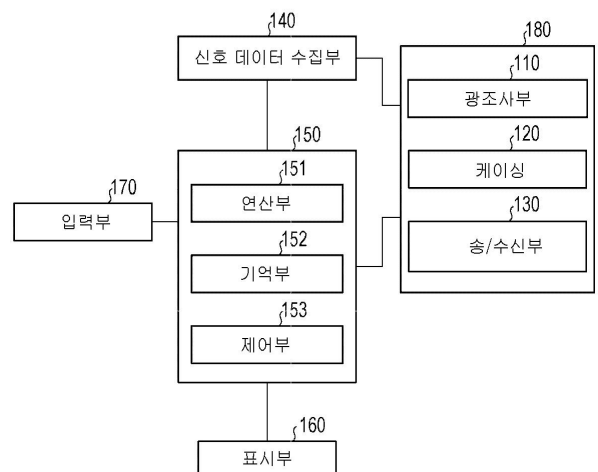 140
신호 데이터 수집부
180
110
광조사부
120
케이싱
130
송/수신부
150
151
연산부
152
기억부
153
제어부
170
입력부
160
표시부